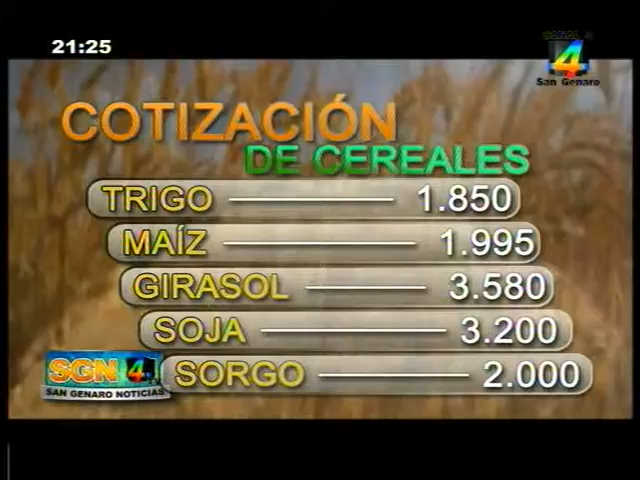 21:25
CANAL
4
San Genaro
COTIZACIÓN
DE CEREALES
TRIGO 1.850
MAÍZ 1.995
GIRASOL 3.580
SOJA 3.200
SORGO 2.000
SGN 4
SAN GENARO NOTICIAS